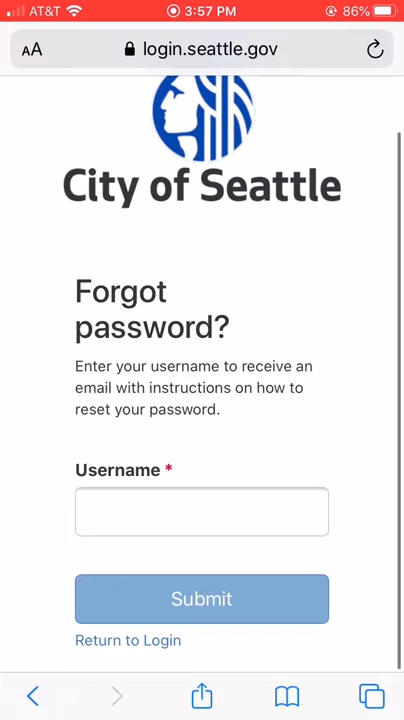 AT&T 3:57 PM 86%
AA login.seattle.gov
City of Seattle
Forgot
password?
Enter your username to receive an
email with instructions on how to
reset your password.
Username *
Submit
Return to Login